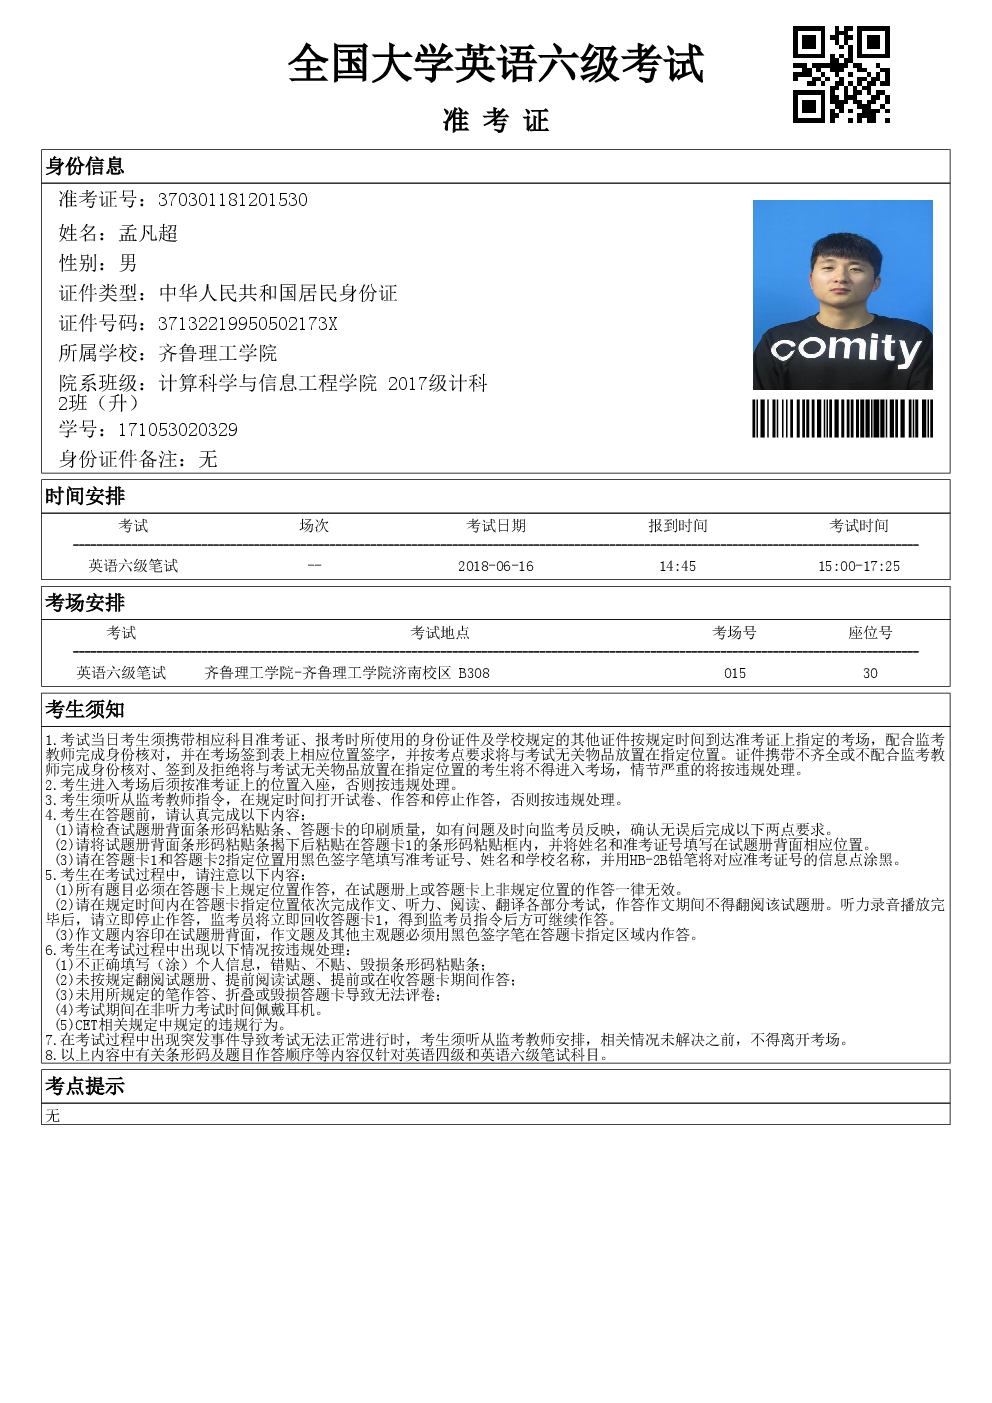 全国大学英语六级考试
准 考 证
身份信息
准考证号：370301181201530
姓名：孟凡超
性别：男
证件类型：中华人民共和国居民身份证
证件号码：37132219950502173X
所属学校：齐鲁理工学院
院系班级：计算科学与信息工程学院 2017级计科
2班（升）
学号：171053020329
身份证件备注：无
comity
时间安排
考试 场次 考试日期 报到时间 考试时间
英语六级笔试 -- 2018-06-16 14:45 15:00-17:25
考场安排
考试 考试地点 考场号 座位号
英语六级笔试 齐鲁理工学院-齐鲁理工学院济南校区 B308 015 30
考生须知
1.考试当日考生须携带相应科目准考证、报考时所使用的身份证件及学校规定的其他证件按规定时间到达准考证上指定的考场，配合监考
教师完成身份核对，并在考场签到表上相应位置签字，并按考点要求将与考试无关物品放置在指定位置。证件携带不齐全或不配合监考教
师完成身份核对、签到及拒绝将与考试无关物品放置在指定位置的考生将不得进入考场，情节严重的将按违规处理。
2.考生进入考场后须按准考证上的位置入座，否则按违规处理。
3.考生须听从监考教师指令，在规定时间打开试卷、作答和停止作答，否则按违规处理。
4.考生在答题前，请认真完成以下内容：
(1)请检查试题册背面条形码粘贴条、答题卡的印刷质量，如有问题及时向监考员反映，确认无误后完成以下两点要求。
(2)请将试题册背面条形码粘贴条揭下后粘贴在答题卡1的条形码粘贴框内，并将姓名和准考证号填写在试题册背面相应位置。
(3)请在答题卡1和答题卡2指定位置用黑色签字笔填写准考证号、姓名和学校名称，并用HB-2B铅笔将对应准考证号的信息点涂黑。
5.考生在考试过程中，请注意以下内容：
(1)所有题目必须在答题卡上规定位置作答，在试题册上或答题卡上非规定位置的作答一律无效。
(2)请在规定时间内在答题卡指定位置依次完成作文、听力、阅读、翻译各部分考试，作答作文期间不得翻阅该试题册。听力录音播放完
毕后，请立即停止作答，监考员将立即回收答题卡1，得到监考员指令后方可继续作答。
(3)作文题内容印在试题册背面，作文题及其他主观题必须用黑色签字笔在答题卡指定区域内作答。
6.考生在考试过程中出现以下情况按违规处理：
(1)不正确填写（涂）个人信息，错贴、不贴、毁损条形码粘贴条；
(2)未按规定翻阅试题册、提前阅读试题、提前或在收答题卡期间作答；
(3)未用所规定的笔作答、折叠或毁损答题卡导致无法评卷；
(4)考试期间在非听力考试时间佩戴耳机。
(5)CET相关规定中规定的违规行为。
7.在考试过程中出现突发事件导致考试无法正常进行时，考生须听从监考教师安排，相关情况未解决之前，不得离开考场。
8.以上内容中有关条形码及题目作答顺序等内容仅针对英语四级和英语六级笔试科目。
考点提示
无